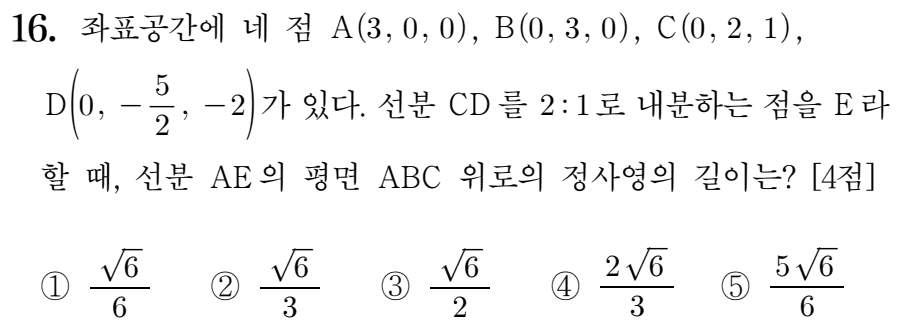 16. 좌표공간에 네 점 A(3, 0, 0), B(0, 3, 0), C(0, 2, 1),
D(0, -5/2, -2)가 있다. 선분 CD를 2:1로 내분하는 점을 E라
할 때, 선분 AE의 평면 ABC 위로의 정사영의 길이는? [4점]
① √6/6 ② √6/3 ③ √6/2 ④ 2√6/3 ⑤ 5√6/6